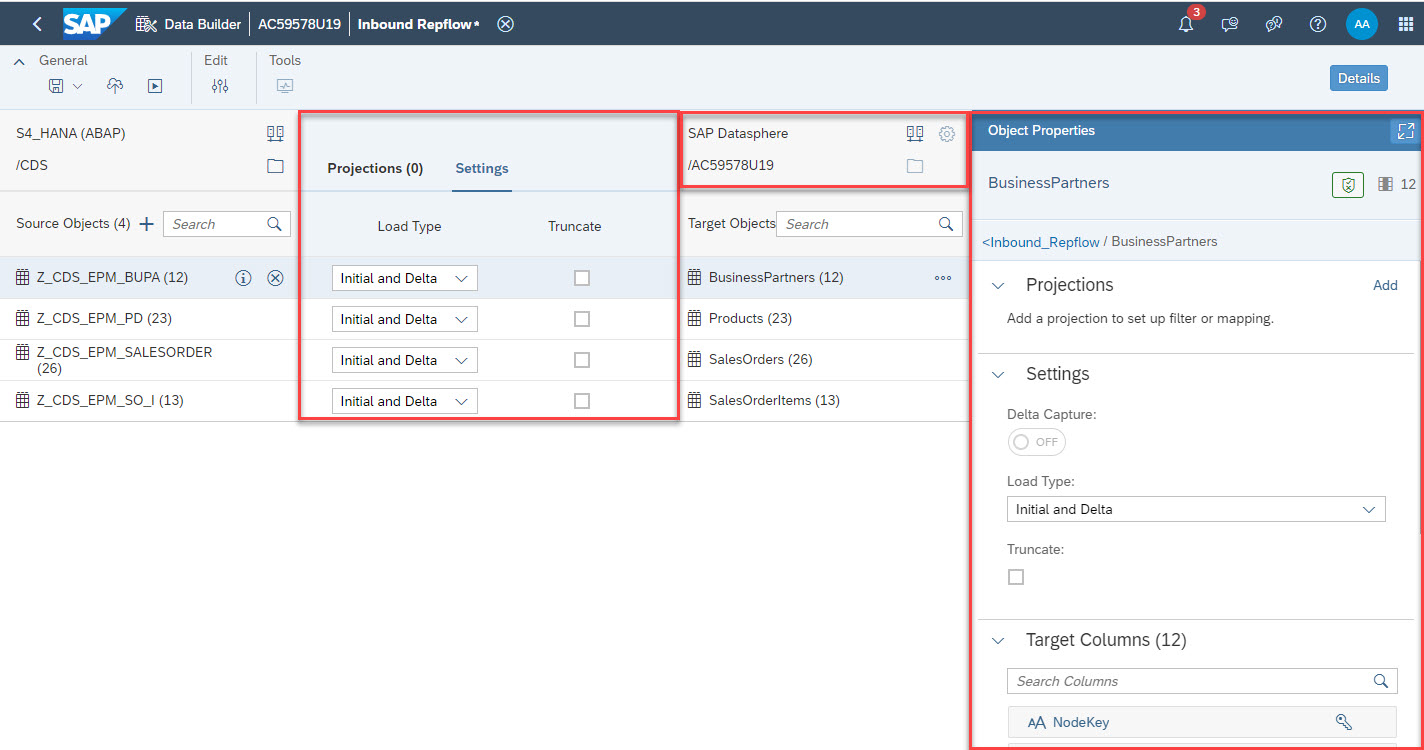 SAP Data Builder AC59578U19 Inbound Repflow* 3 AA
General Edit Tools
Details
S4_HANA (ABAP)
/CDS
Projections (0) Settings
SAP Datasphere
/AC59578U19
Object Properties
BusinessPartners 12
<Inbound_Repflow / BusinessPartners
Source Objects (4) Search
Load Type Truncate
Target Objects Search
Z_CDS_EPM_BUPA (12) Initial and Delta BusinessPartners (12)
Z_CDS_EPM_PD (23) Initial and Delta Products (23)
Z_CDS_EPM_SALESORDER
(26) Initial and Delta SalesOrders (26)
Z_CDS_EPM_SO_I (13) Initial and Delta SalesOrderItems (13)
Projections Add
Add a projection to set up filter or mapping.
Settings
Delta Capture:
OFF
Load Type:
Initial and Delta
Truncate:
Target Columns (12)
Search Columns
AA NodeKey